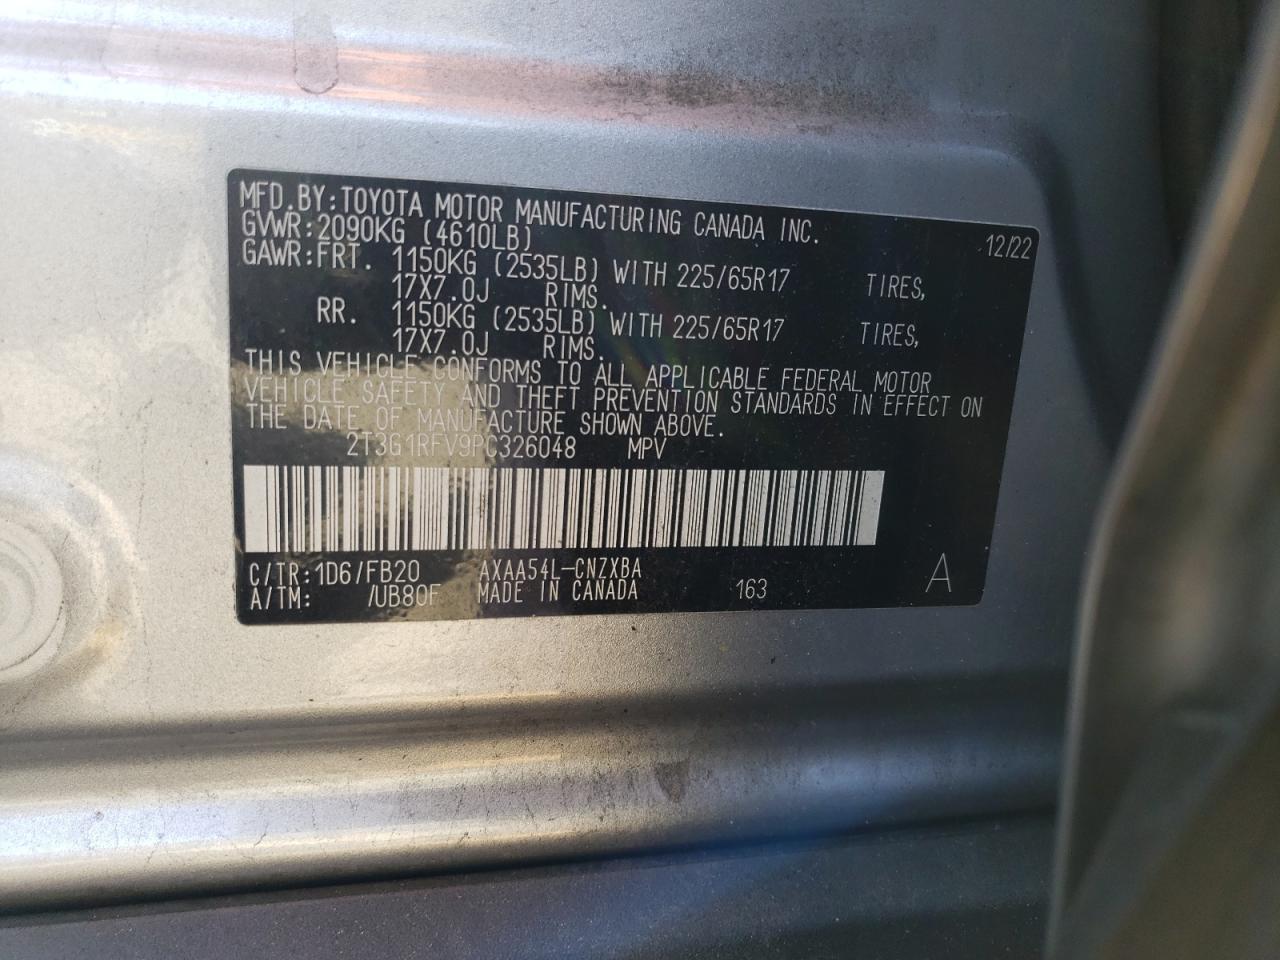 MFD.BY:TOYOTA MOTOR MANUFACTURING CANADA INC.
GVWR:2090KG (4610LB) 12/22
GAWR:FRT. 1150KG (2535LB) WITH 225/65R17 TIRES,
17X7.0J RIMS.
RR. 1150KG (2535LB) WITH 225/65R17 TIRES,
17X7.0J RIMS.
THIS VEHICLE CONFORMS TO ALL APPLICABLE FEDERAL MOTOR
VEHICLE SAFETY AND THEFT PREVENTION STANDARDS IN EFFECT ON
THE DATE OF MANUFACTURE SHOWN ABOVE.
2T3G1RFV9PC326048 MPV
C/TR:1D6/FB20 AXAA54L-CNZXBA
A/TM: /UB80F MADE IN CANADA 163 A